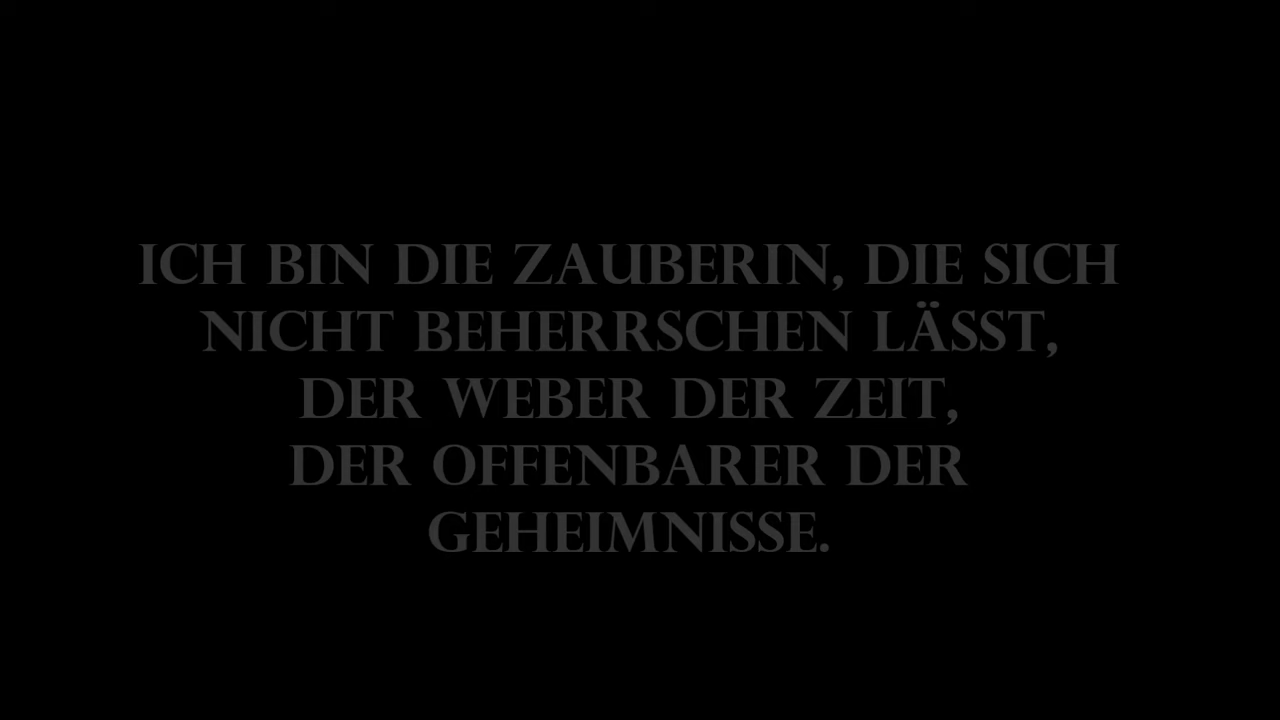 ICH BIN DIE ZAUBERIN, DIE SICH
NICHT BEHERRSCHEN LÄSST,
DER WEBER DER ZEIT,
DER OFFENBARER DER
GEHEIMNISSE.